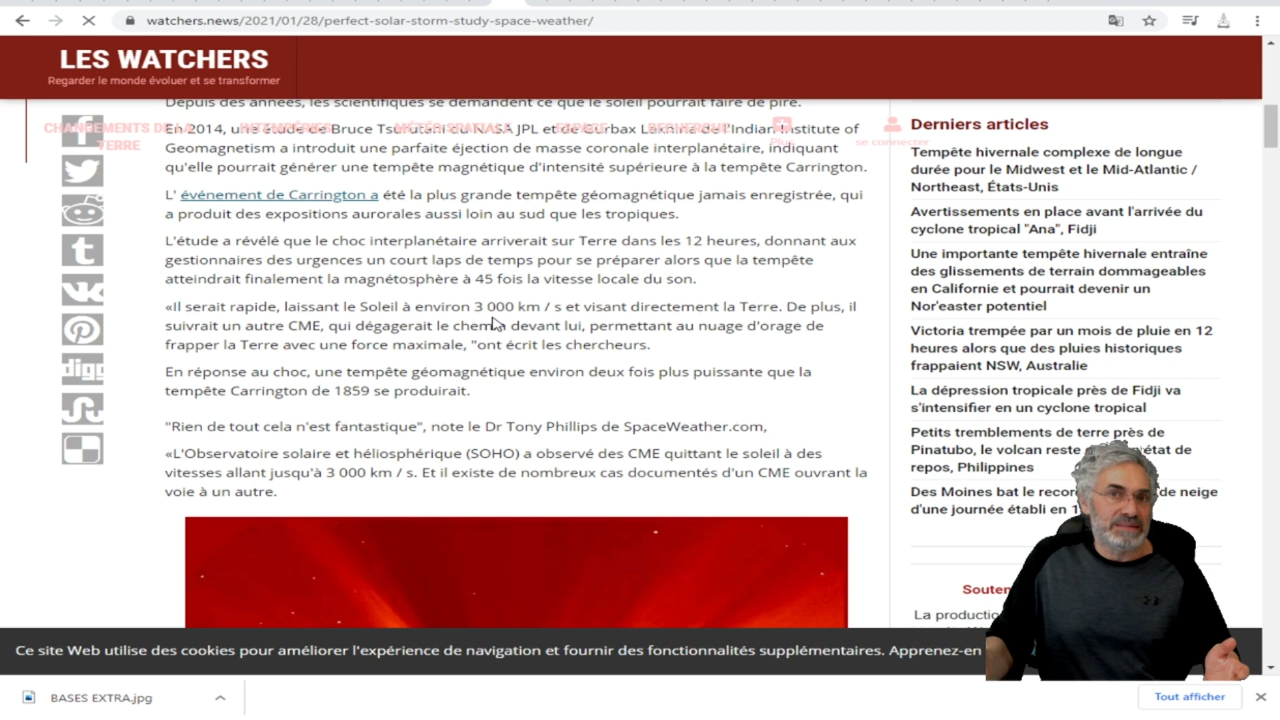 watchers.news/2021/01/28/perfect-solar-storm-study-space-weather/
LES WATCHERS
Regarder le monde évoluer et se transformer
CHANGEMENTS DE LA
TERRE
INTEMPÉRIES
MÉTÉO SPATIALE
ESPACE
RECHERCHE
Plus
se connecter
Depuis des années, les scientifiques se demandent ce que le soleil pourrait faire de pire.
En 2014, une étude de Bruce Tsurutani du NASA JPL et de Gurbax Lakhina de l'Indian Institute of
Geomagnetism a introduit une parfaite éjection de masse coronale interplanétaire, indiquant
qu'elle pourrait générer une tempête magnétique d'intensité supérieure à la tempête Carrington.
L' événement de Carrington a été la plus grande tempête géomagnétique jamais enregistrée, qui
a produit des expositions aurorales aussi loin au sud que les tropiques.
L'étude a révélé que le choc interplanétaire arriverait sur Terre dans les 12 heures, donnant aux
gestionnaires des urgences un court laps de temps pour se préparer alors que la tempête
atteindrait finalement la magnétosphère à 45 fois la vitesse locale du son.
«Il serait rapide, laissant le Soleil à environ 3 000 km / s et visant directement la Terre. De plus, il
suivrait un autre CME, qui dégagerait le chemin devant lui, permettant au nuage d'orage de
frapper la Terre avec une force maximale, "ont écrit les chercheurs.
En réponse au choc, une tempête géomagnétique environ deux fois plus puissante que la
tempête Carrington de 1859 se produirait.
"Rien de tout cela n'est fantastique", note le Dr Tony Phillips de SpaceWeather.com,
«L'Observatoire solaire et héliosphérique (SOHO) a observé des CME quittant le soleil à des
vitesses allant jusqu'à 3 000 km / s. Et il existe de nombreux cas documentés d'un CME ouvrant la
voie à un autre.
digg
Derniers articles
Tempête hivernale complexe de longue
durée pour le Midwest et le Mid-Atlantic /
Northeast, États-Unis
Avertissements en place avant l'arrivée du
cyclone tropical "Ana", Fidji
Une importante tempête hivernale entraîne
des glissements de terrain dommageables
en Californie et pourrait devenir un
Nor'easter potentiel
Victoria trempée par un mois de pluie en 12
heures alors que des pluies historiques
frappaient NSW, Australie
La dépression tropicale près de Fidji va
s'intensifier en un cyclone tropical
Petits tremblements de terre près de
Pinatubo, le volcan reste état de
repos, Philippines
Des Moines bat le de neige
d'une journée établi en
La
Ce site Web utilise des cookies pour améliorer l'expérience de navigation et fournir des fonctionnalités supplémentaires. Apprenez-en
BASES EXTRA.jpg
Tout afficher